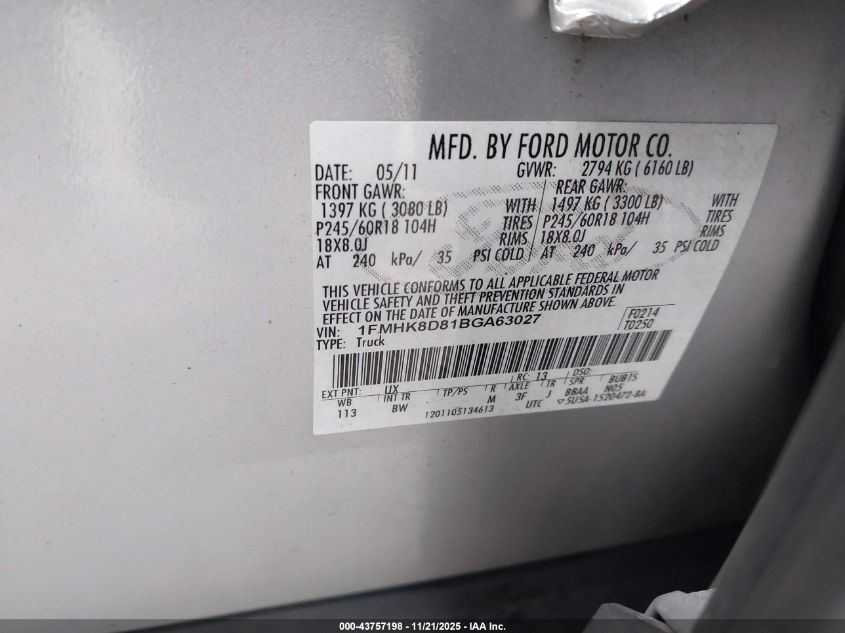 MFD. BY FORD MOTOR CO.
DATE: 05/11 GVWR: 2794 KG ( 6160 LB)
FRONT GAWR: REAR GAWR:
1397 KG ( 3080 LB) WITH 1497 KG ( 3300 LB) WITH
P245/60R18 104H TIRES P245/60R18 104H TIRES
18X8.0J RIMS 18X8.0J RIMS
AT 240 kPa/ 35 PSI COLD AT 240 kPa/ 35 PSI COLD
THIS VEHICLE CONFORMS TO ALL APPLICABLE FEDERAL MOTOR
VEHICLE SAFETY AND THEFT PREVENTION STANDARDS IN
EFFECT ON THE DATE OF MANUFACTURE SHOWN ABOVE.
VIN: 1FMHK8D81BGA63027 F0214
TYPE: Truck T0250
EXT PNT: UX RC: 13 DSO:
WB INT TR TP/PS R AXLE TR SPR BUBTS
113 BW M 3F J BBAA N05
1201105134613 UTC 5U5A-1520472-BA
000-43757198 - 11/21/2025 - IAA Inc.